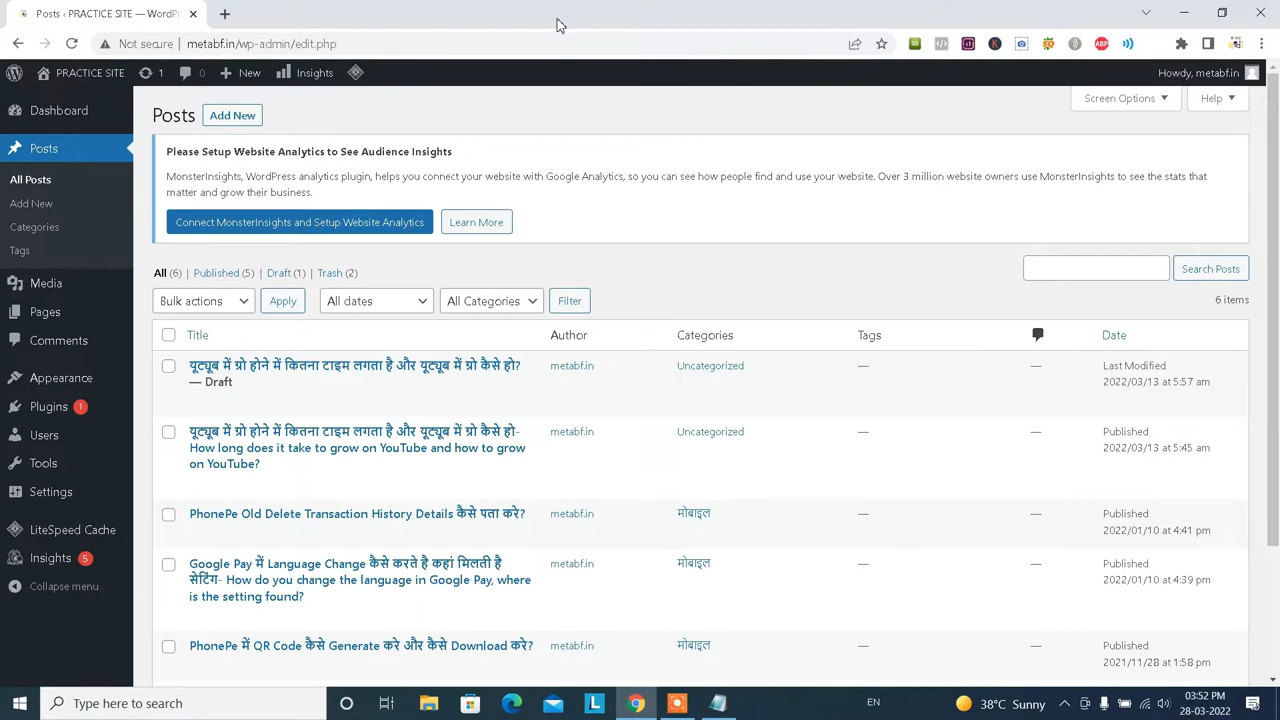 Posts ‹ PRACTICE SITE — WordPr
Not secure | metabf.in/wp-admin/edit.php
PRACTICE SITE 1 0 New Insights Howdy, metabf.in
Screen Options Help
Dashboard
Posts
All Posts
Add New
Categories
Tags
Media
Pages
Comments
Appearance
Plugins 1
Users
Tools
Settings
LiteSpeed Cache
Insights 5
Collapse menu
Posts Add New
Please Setup Website Analytics to See Audience Insights
MonsterInsights, WordPress analytics plugin, helps you connect your website with Google Analytics, so you can see how people find and use your website. Over 3 million website owners use MonsterInsights to see the stats that
matter and grow their business.
Connect MonsterInsights and Setup Website Analytics Learn More
All (6) | Published (5) | Draft (1) | Trash (2)
Search Posts
Bulk actions Apply All dates All Categories Filter
6 items
Title Author Categories Tags Date
यूट्यूब में ग्रो होने में कितना टाइम लगता है और यूट्यूब में ग्रो कैसे हो? metabf.in Uncategorized — — Last Modified
— Draft 2022/03/13 at 5:57 am
यूट्यूब में ग्रो होने में कितना टाइम लगता है और यूट्यूब में ग्रो कैसे हो- metabf.in Uncategorized — — Published
How long does it take to grow on YouTube and how to grow 2022/03/13 at 5:45 am
on YouTube?
PhonePe Old Delete Transaction History Details कैसे पता करे? metabf.in मोबाइल — — Published
2022/01/10 at 4:41 pm
Google Pay में Language Change कैसे करते है कहां मिलती है metabf.in मोबाइल — — Published
सेटिंग- How do you change the language in Google Pay, where 2022/01/10 at 4:39 pm
is the setting found?
PhonePe में QR Code कैसे Generate करे और कैसे Download करे? metabf.in मोबाइल — — Published
2021/11/28 at 1:58 pm
Type here to search
EN
38°C Sunny
03:52 PM
28-03-2022